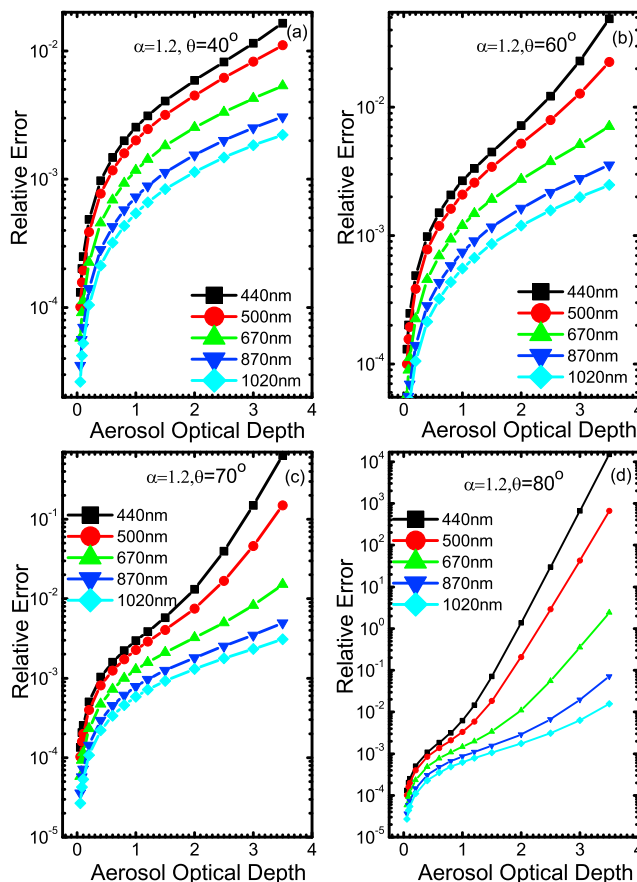 (a)
α=1.2, θ=40°
10⁻²
10⁻³
10⁻⁴
Relative Error
440nm
500nm
670nm
870nm
1020nm
0 1 2 3 4
Aerosol Optical Depth
(b)
α=1.2,θ=60°
10⁻²
10⁻³
10⁻⁴
Relative Error
440nm
500nm
670nm
870nm
1020nm
0 1 2 3 4
Aerosol Optical Depth
(c)
α=1.2,θ=70°
10⁻¹
10⁻²
10⁻³
10⁻⁴
10⁻⁵
Relative Error
440nm
500nm
670nm
870nm
1020nm
0 1 2 3 4
Aerosol Optical Depth
(d)
α=1.2,θ=80°
10⁴
10³
10²
10¹
10⁰
10⁻¹
10⁻²
10⁻³
10⁻⁴
10⁻⁵
Relative Error
440nm
500nm
670nm
870nm
1020nm
0 1 2 3 4
Aerosol Optical Depth